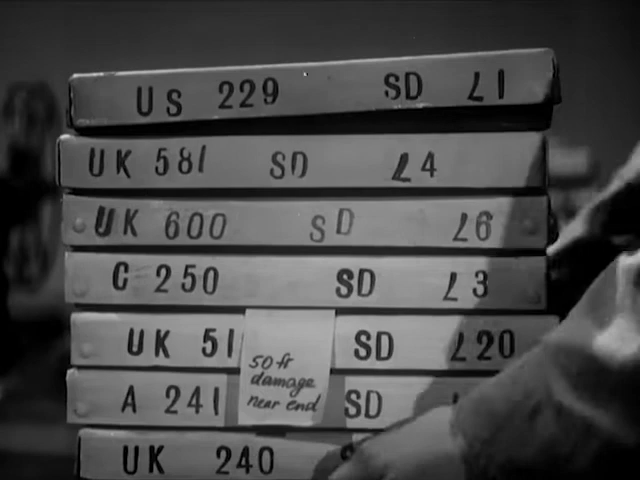 US 229 SD L1
UK 581 SD L4
UK 600 SD L6
C 250 SD L3
UK 51 SD L20
50 ft
damage
near end
A 241 SD
UK 240